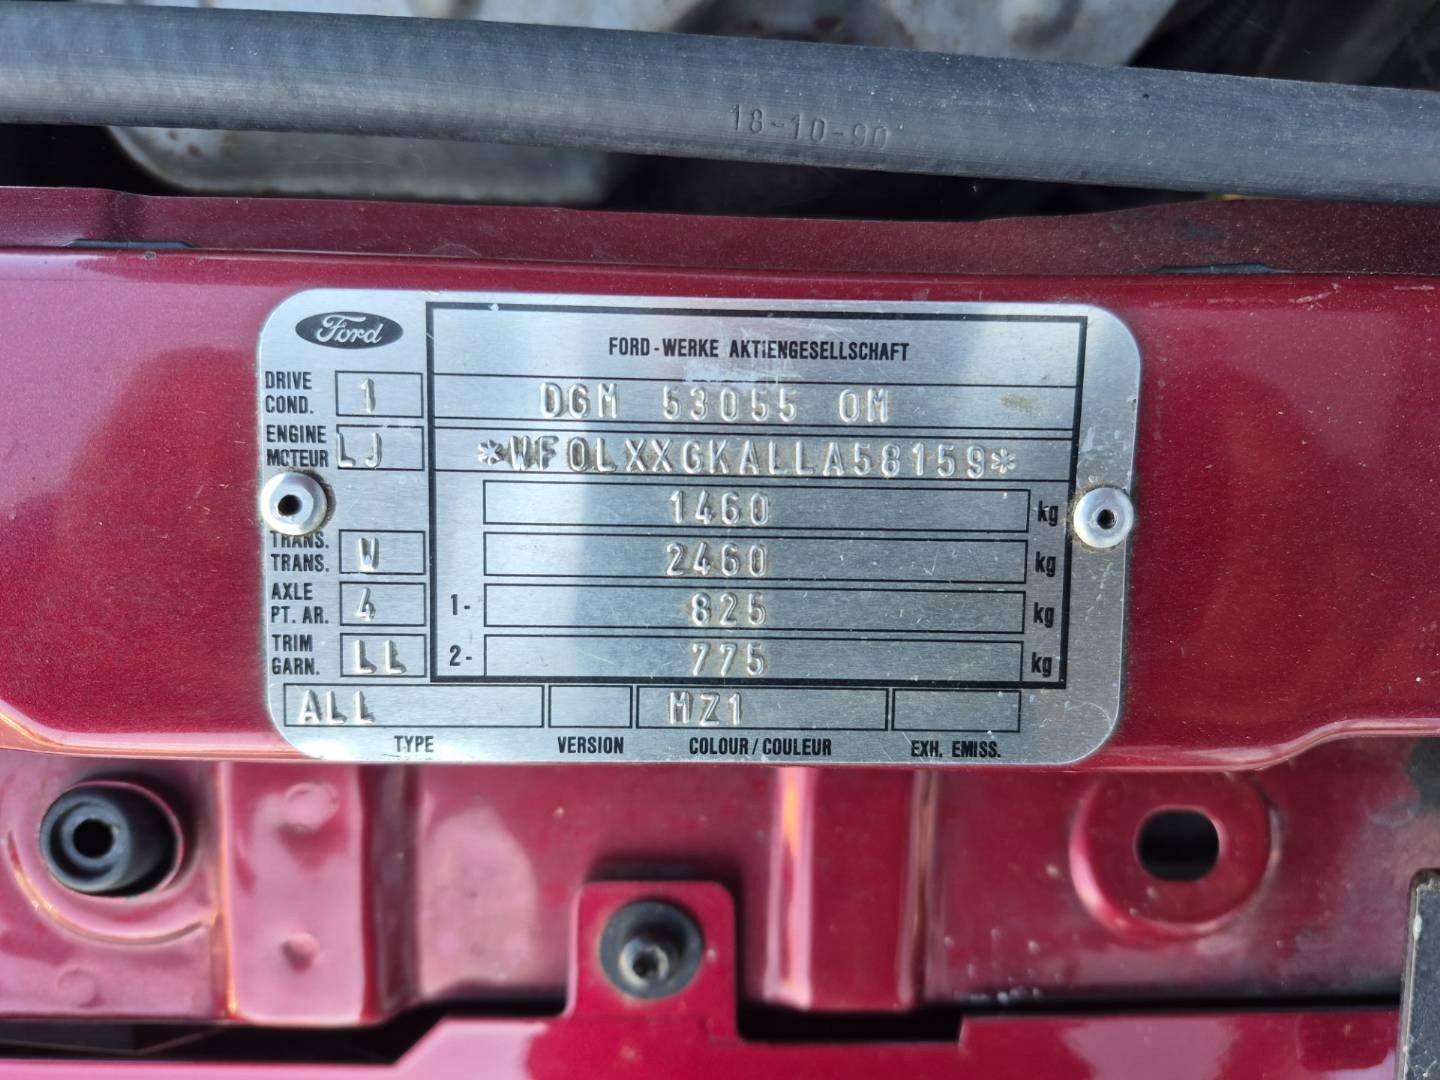 18-10-90
Ford
FORD-WERKE AKTIENGESELLSCHAFT
DRIVE COND. 1
DGM 53055 OM
ENGINE MOTEUR LJ
*WF0LXXGKALLA58159*
1460 kg
TRANS. TRANS. W
2460 kg
AXLE PT. AR. 4
1- 825 kg
TRIM GARN. LL
2- 775 kg
ALL MZ1
TYPE VERSION COLOUR/COULEUR EXH. EMISS.